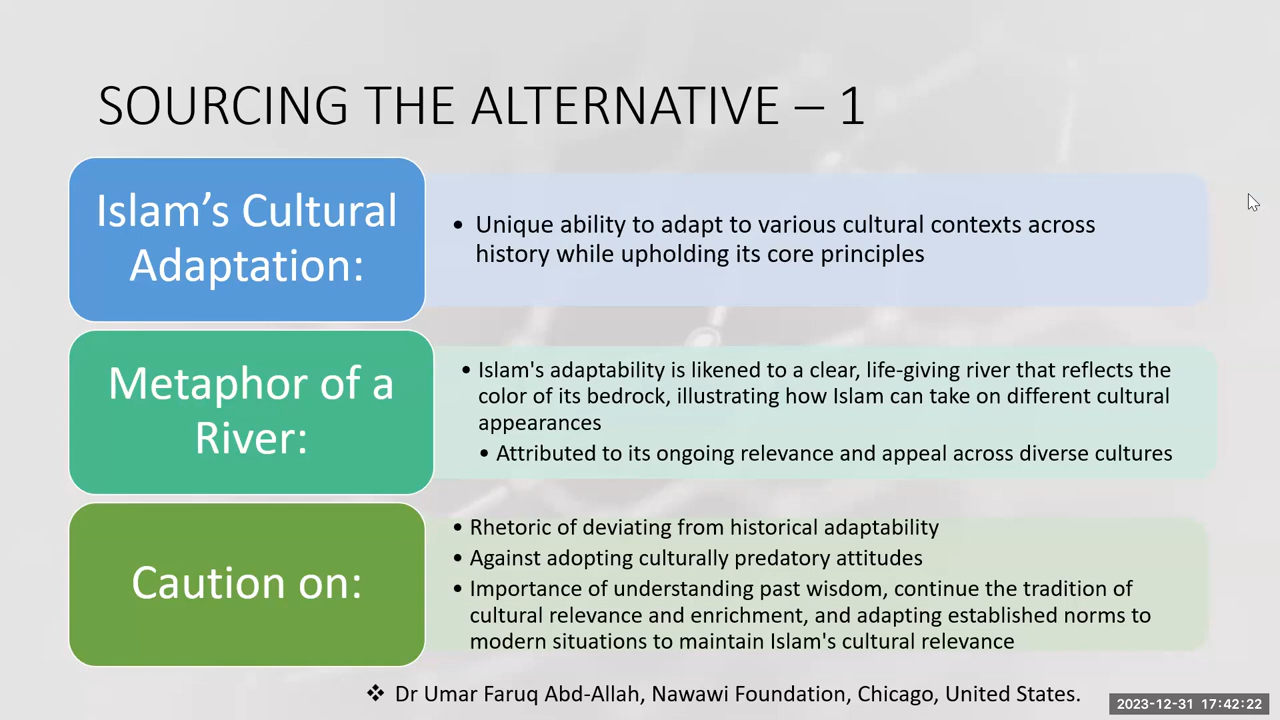 SOURCING THE ALTERNATIVE – 1
Islam’s Cultural
Adaptation:
• Unique ability to adapt to various cultural contexts across
history while upholding its core principles
Metaphor of a
River:
• Islam's adaptability is likened to a clear, life-giving river that reflects the
color of its bedrock, illustrating how Islam can take on different cultural
appearances
• Attributed to its ongoing relevance and appeal across diverse cultures
Caution on:
• Rhetoric of deviating from historical adaptability
• Against adopting culturally predatory attitudes
• Importance of understanding past wisdom, continue the tradition of
cultural relevance and enrichment, and adapting established norms to
modern situations to maintain Islam's cultural relevance
❖ Dr Umar Faruq Abd-Allah, Nawawi Foundation, Chicago, United States.
2023-12-31 17:42:22